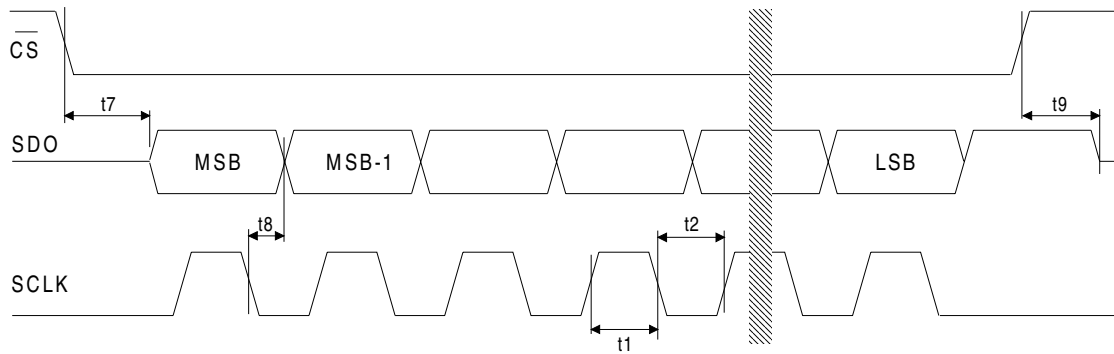 CS
t7
t9
SDO
MSB
MSB-1
LSB
t8
t2
SCLK
t1